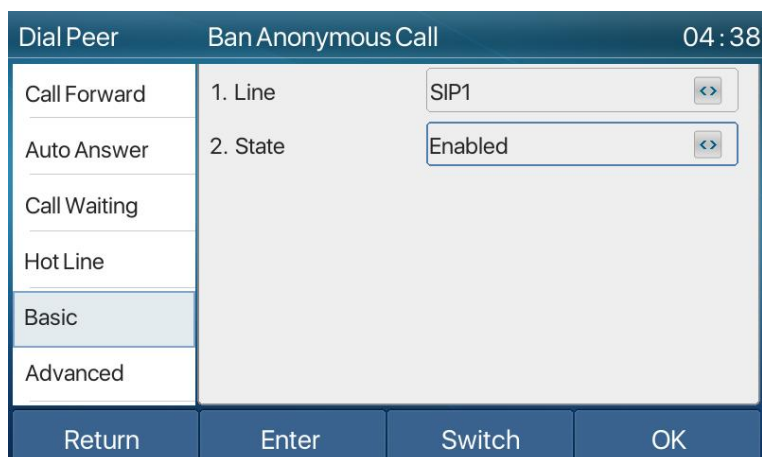 Dial Peer Ban Anonymous Call 04:38
Call Forward
1. Line SIP1
Auto Answer
2. State Enabled
Call Waiting
Hot Line
Basic
Advanced
Return Enter Switch OK